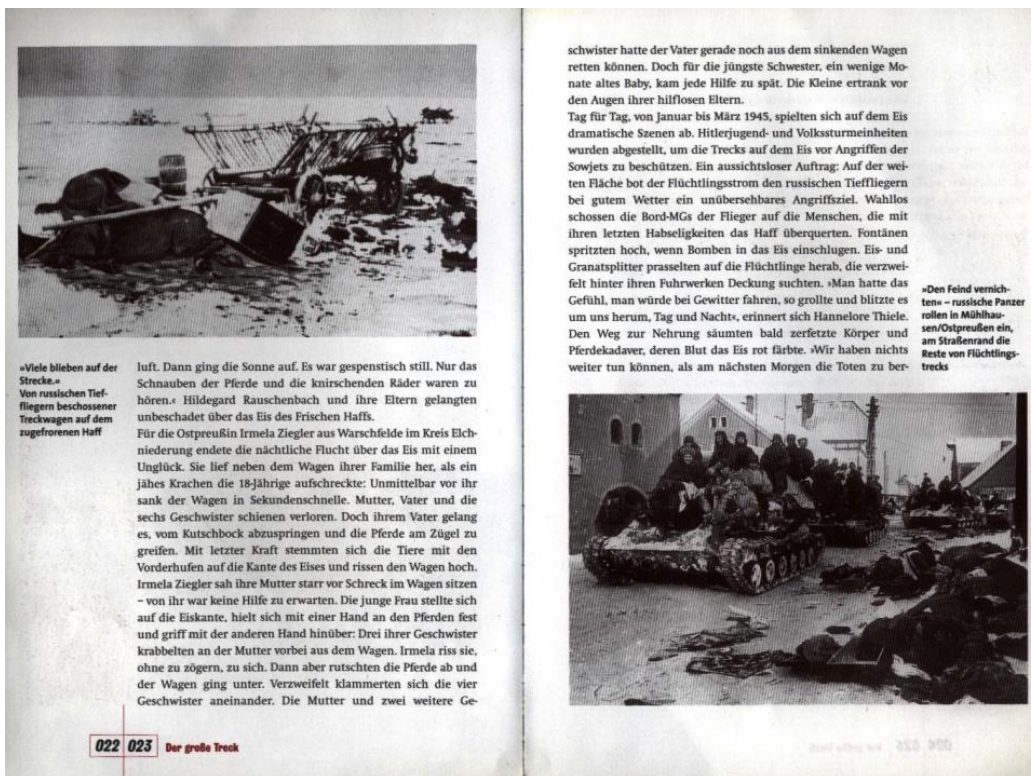 »Viele blieben auf der
Strecke.«
Von russischen Tief-
fliegern beschossener
Treckwagen auf dem
zugefrorenen Haff
luft. Dann ging die Sonne auf. Es war gespenstisch still. Nur das
Schnauben der Pferde und die knirschenden Räder waren zu
hören.‹ Hildegard Rauschenbach und ihre Eltern gelangten
unbeschadet über das Eis des Frischen Haffs.
Für die Ostpreußin Irmela Ziegler aus Warschfelde im Kreis Elch-
niederung endete die nächtliche Flucht über das Eis mit einem
Unglück. Sie lief neben dem Wagen ihrer Familie her, als ein
jähes Krachen die 18-Jährige aufschreckte: Unmittelbar vor ihr
sank der Wagen in Sekundenschnelle. Mutter, Vater und die
sechs Geschwister schienen verloren. Doch ihrem Vater gelang
es, vom Kutschbock abzuspringen und die Pferde am Zügel zu
greifen. Mit letzter Kraft stemmten sich die Tiere mit den
Vorderhufen auf die Kante des Eises und rissen den Wagen hoch.
Irmela Ziegler sah ihre Mutter starr vor Schreck im Wagen sitzen
– von ihr war keine Hilfe zu erwarten. Die junge Frau stellte sich
auf die Eiskante, hielt sich mit einer Hand an den Pferden fest
und griff mit der anderen Hand hinüber: Drei ihrer Geschwister
krabbelten an der Mutter vorbei aus dem Wagen. Irmela riss sie,
ohne zu zögern, zu sich. Dann aber rutschten die Pferde ab und
der Wagen ging unter. Verzweifelt klammerten sich die vier
Geschwister aneinander. Die Mutter und zwei weitere Ge-
022 023 Der große Treck
schwister hatte der Vater gerade noch aus dem sinkenden Wagen
retten können. Doch für die jüngste Schwester, ein wenige Mo-
nate altes Baby, kam jede Hilfe zu spät. Die Kleine ertrank vor
den Augen ihrer hilflosen Eltern.
Tag für Tag, von Januar bis März 1945, spielten sich auf dem Eis
dramatische Szenen ab. Hitlerjugend- und Volkssturmeinheiten
wurden abgestellt, um die Trecks auf dem Eis vor Angriffen der
Sowjets zu beschützen. Ein aussichtsloser Auftrag: Auf der wei-
ten Fläche bot der Flüchtlingsstrom den russischen Tieffliegern
bei gutem Wetter ein unübersehbares Angriffsziel. Wahllos
schossen die Bord-MGs der Flieger auf die Menschen, die mit
ihren letzten Habseligkeiten das Haff überquerten. Fontänen
spritzten hoch, wenn Bomben in das Eis einschlugen. Eis- und
Granatsplitter prasselten auf die Flüchtlinge herab, die verzwei-
felt hinter ihren Fuhrwerken Deckung suchten. ›Man hatte das
Gefühl, man würde bei Gewitter fahren, so grollte und blitzte es
um uns herum, Tag und Nacht‹, erinnert sich Hannelore Thiele.
Den Weg zur Nehrung säumten bald zerfetzte Körper und
Pferdekadaver, deren Blut das Eis rot färbte. ›Wir haben nichts
weiter tun können, als am nächsten Morgen die Toten zu ber-
»Den Feind vernich-
ten« – russische Panzer
rollen in Mühlhau-
sen/Ostpreußen ein,
am Straßenrand die
Reste von Flüchtlings-
trecks